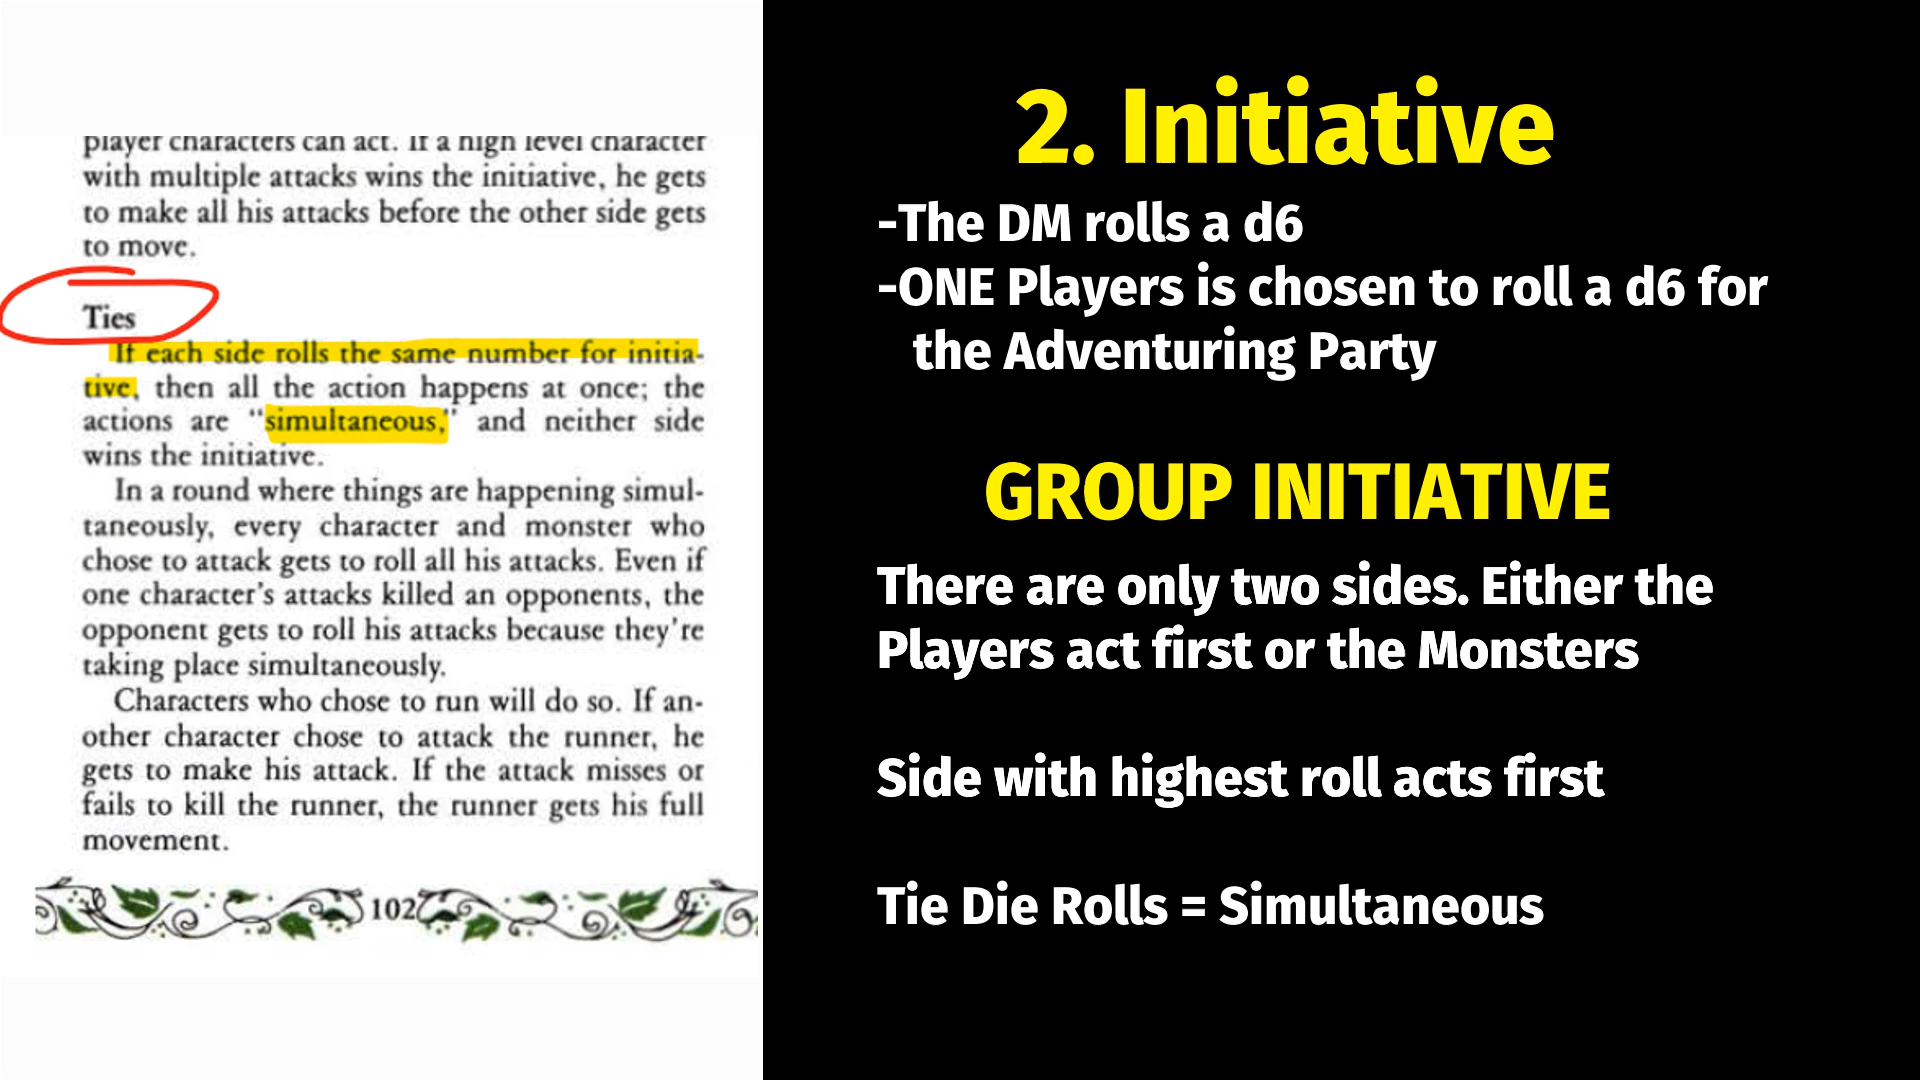 player characters can act. If a high level character
with multiple attacks wins the initiative, he gets
to make all his attacks before the other side gets
to move.
Ties
If each side rolls the same number for initia-
tive, then all the action happens at once; the
actions are "simultaneous," and neither side
wins the initiative.
In a round where things are happening simul-
taneously, every character and monster who
chose to attack gets to roll all his attacks. Even if
one character's attacks killed an opponents, the
opponent gets to roll his attacks because they're
taking place simultaneously.
Characters who chose to run will do so. If an-
other character chose to attack the runner, he
gets to make his attack. If the attack misses or
fails to kill the runner, the runner gets his full
movement.
102
2. Initiative
-The DM rolls a d6
-ONE Players is chosen to roll a d6 for
the Adventuring Party
GROUP INITIATIVE
There are only two sides. Either the
Players act first or the Monsters
Side with highest roll acts first
Tie Die Rolls = Simultaneous